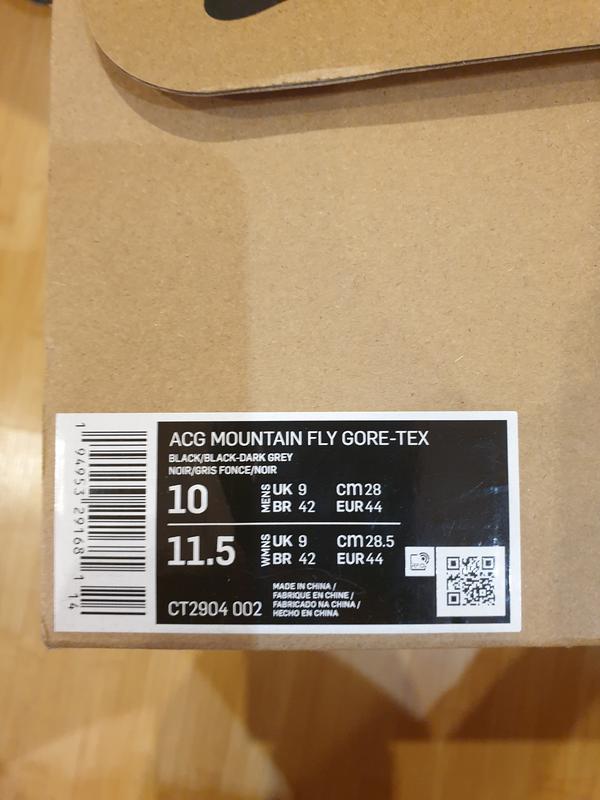 ACG MOUNTAIN FLY GORE-TEX
BLACK/BLACK-DARK GREY
NOIR/GRIS FONCE/NOIR
10 MENS UK 9 cm 28
BR 42 EUR 44
11.5 WMNS UK 9 cm 28.5
BR 42 EUR 44
MADE IN CHINA /
FABRIQUE EN CHINE /
FABRICADO NA CHINA /
HECHO EN CHINA
CT2904 002
1 94953 29168 1 14